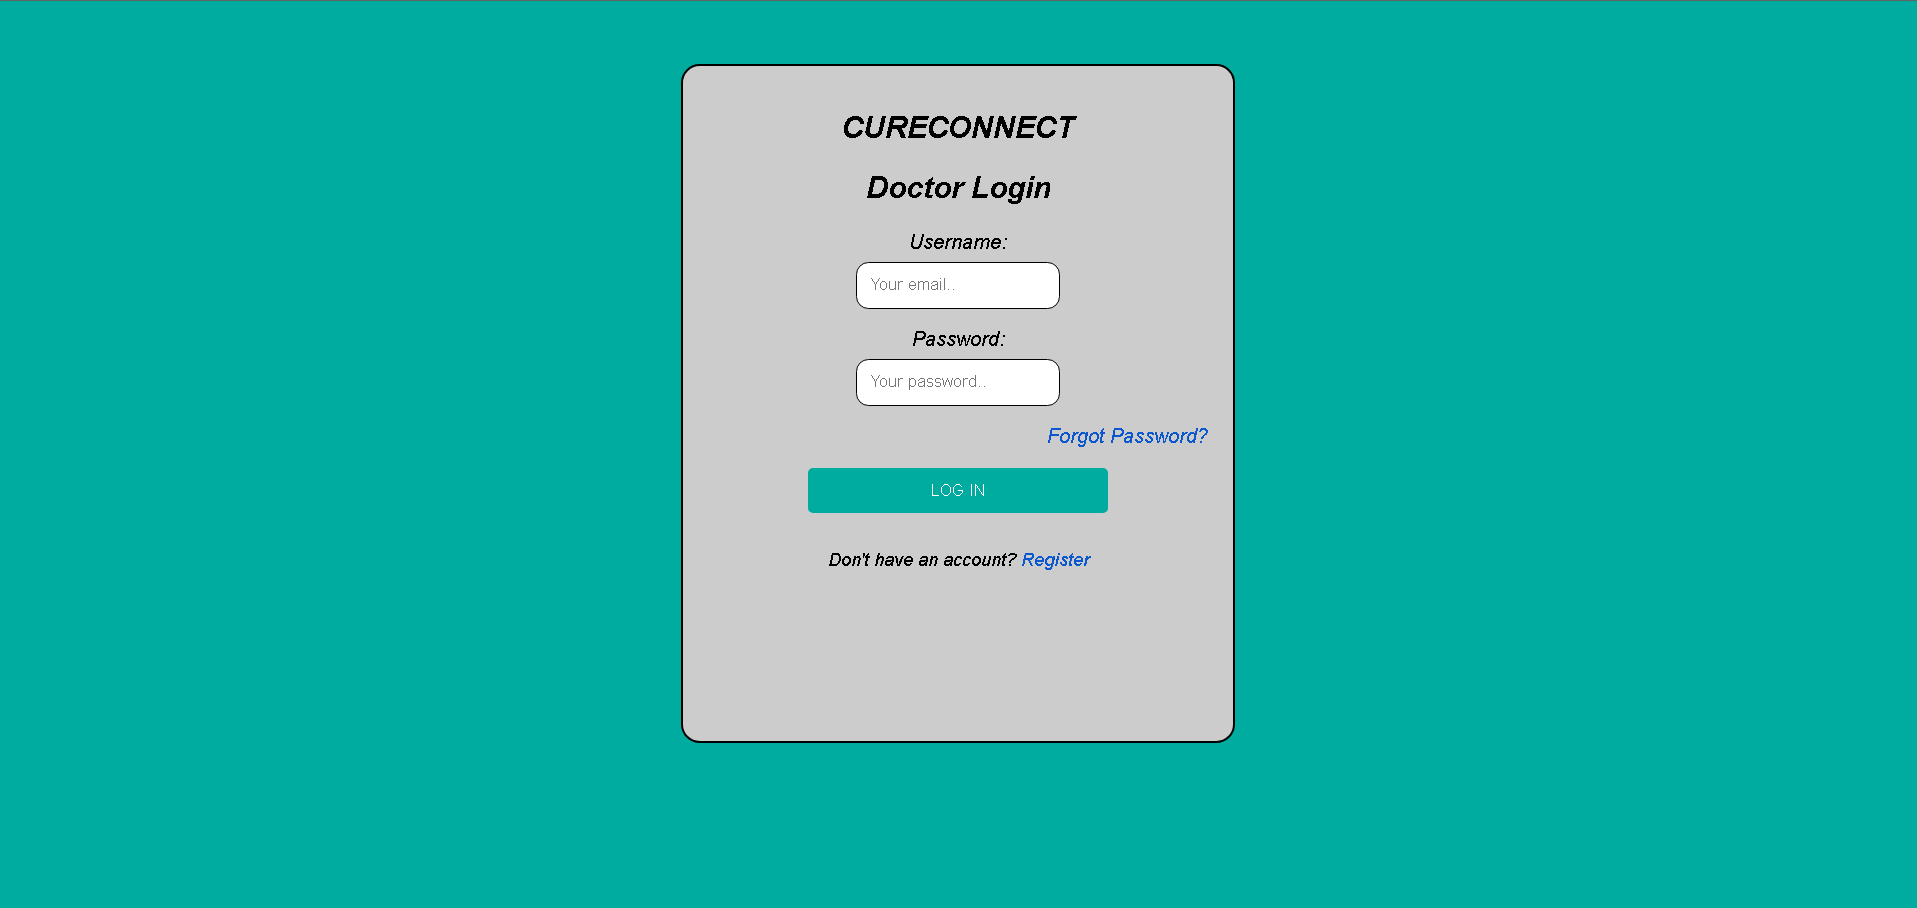 CURECONNECT
Doctor Login
Username:
Your email..
Password:
Your password..
Forgot Password?
LOG IN
Don't have an account? Register